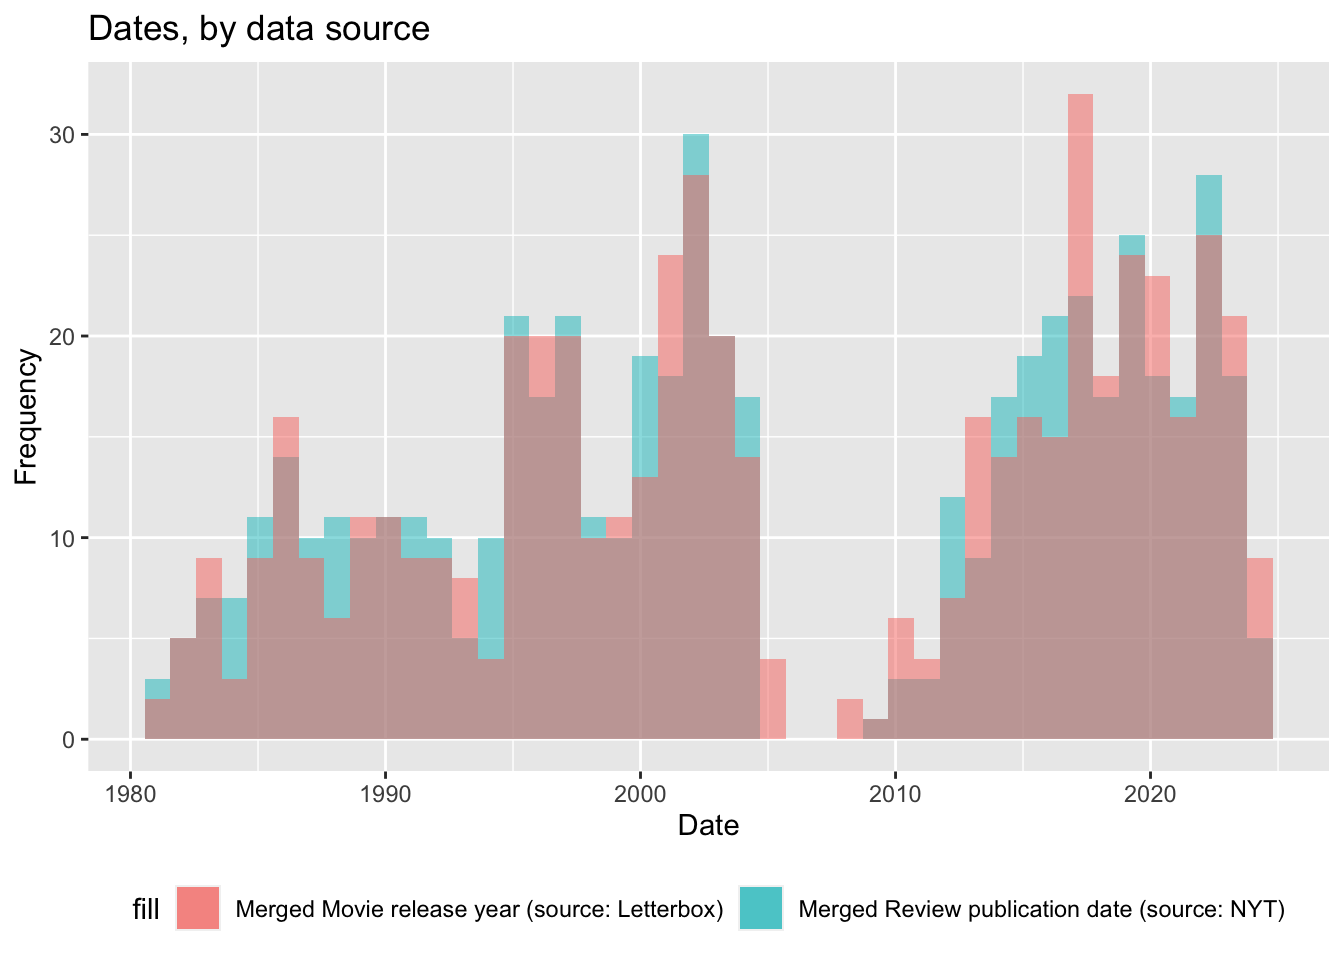 Dates, by data source
30
20
10
0
Frequency
1980 1990 2000 2010 2020
Date
fill Merged Movie release year (source: Letterbox) Merged Review publication date (source: NYT)